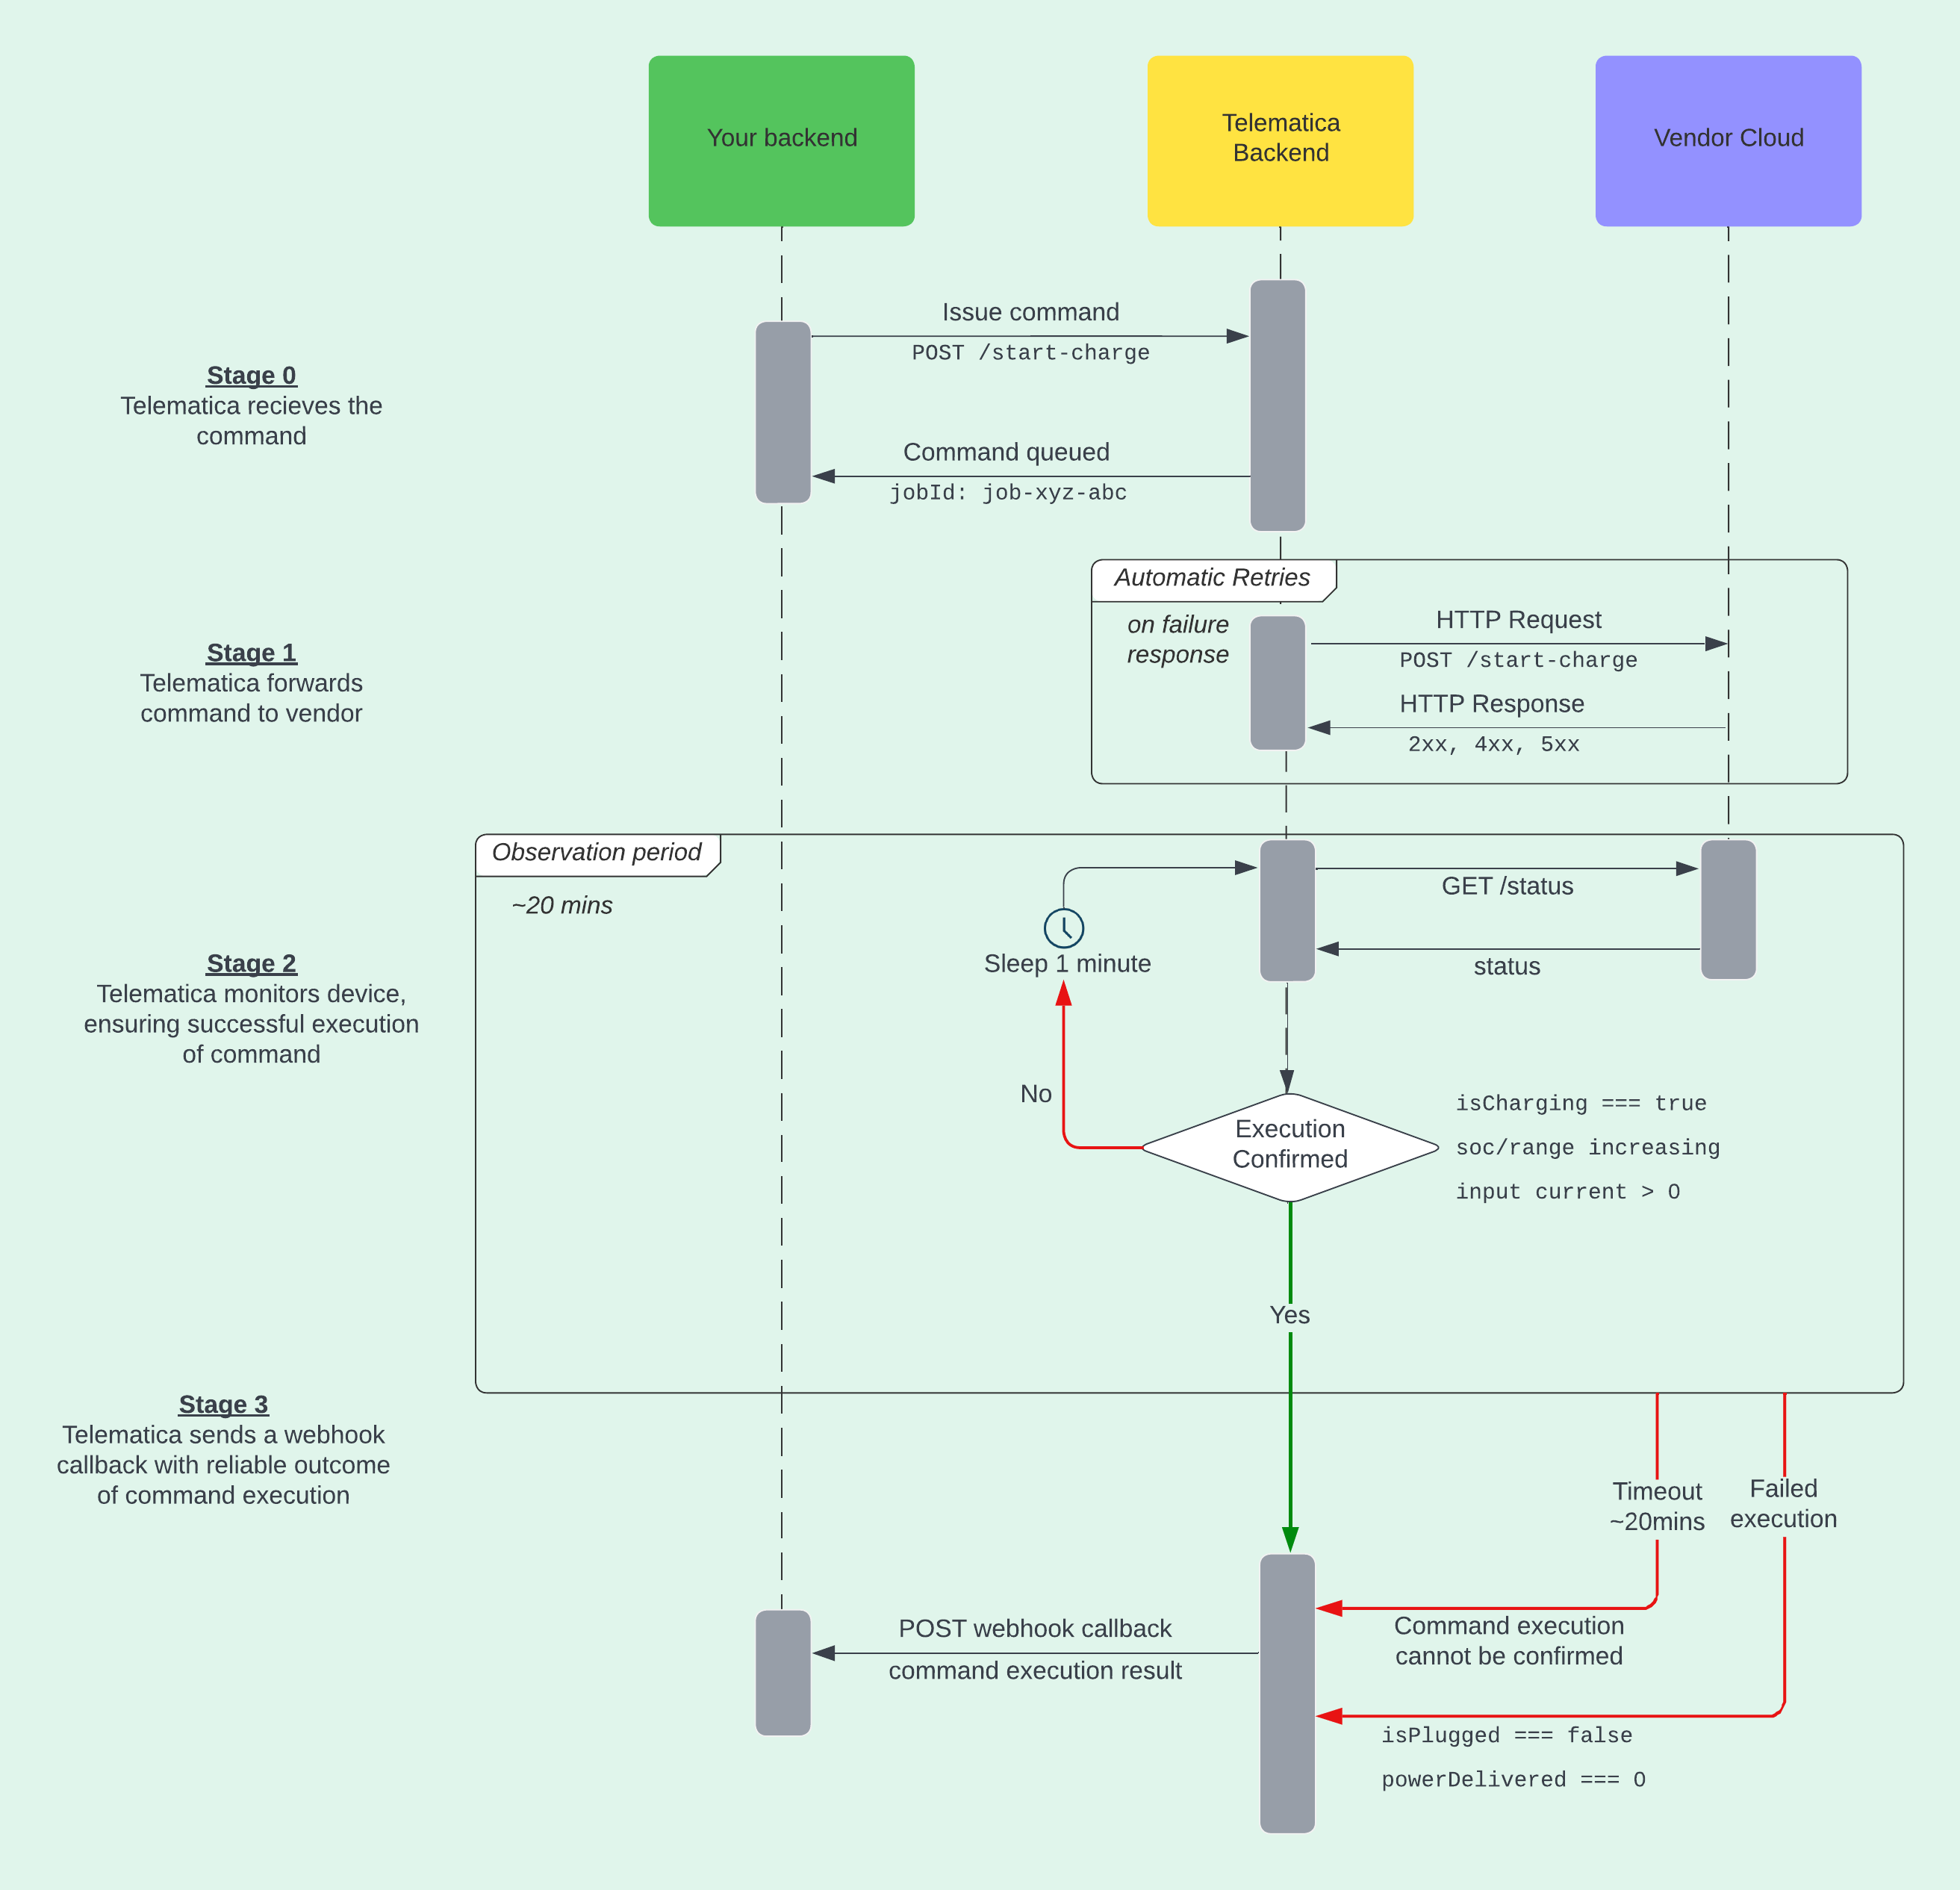 Your backend
Telematica
Backend
Vendor Cloud
Issue command
POST /start-charge
Stage 0
Telematica recieves the
command
Command queued
jobId: job-xyz-abc
Automatic Retries
on failure
response
HTTP Request
POST /start-charge
Stage 1
Telematica forwards
command to vendor
HTTP Response
2xx, 4xx, 5xx
Observation period
~20 mins
GET /status
Sleep 1 minute
status
Stage 2
Telematica monitors device,
ensuring successful execution
of command
No
Execution
Confirmed
isCharging === true
soc/range increasing
input current > 0
Yes
Stage 3
Telematica sends a webhook
callback with reliable outcome
of command execution
Timeout
~20mins
Failed
execution
POST webhook callback
command execution result
Command execution
cannot be confirmed
isPlugged === false
powerDelivered === 0